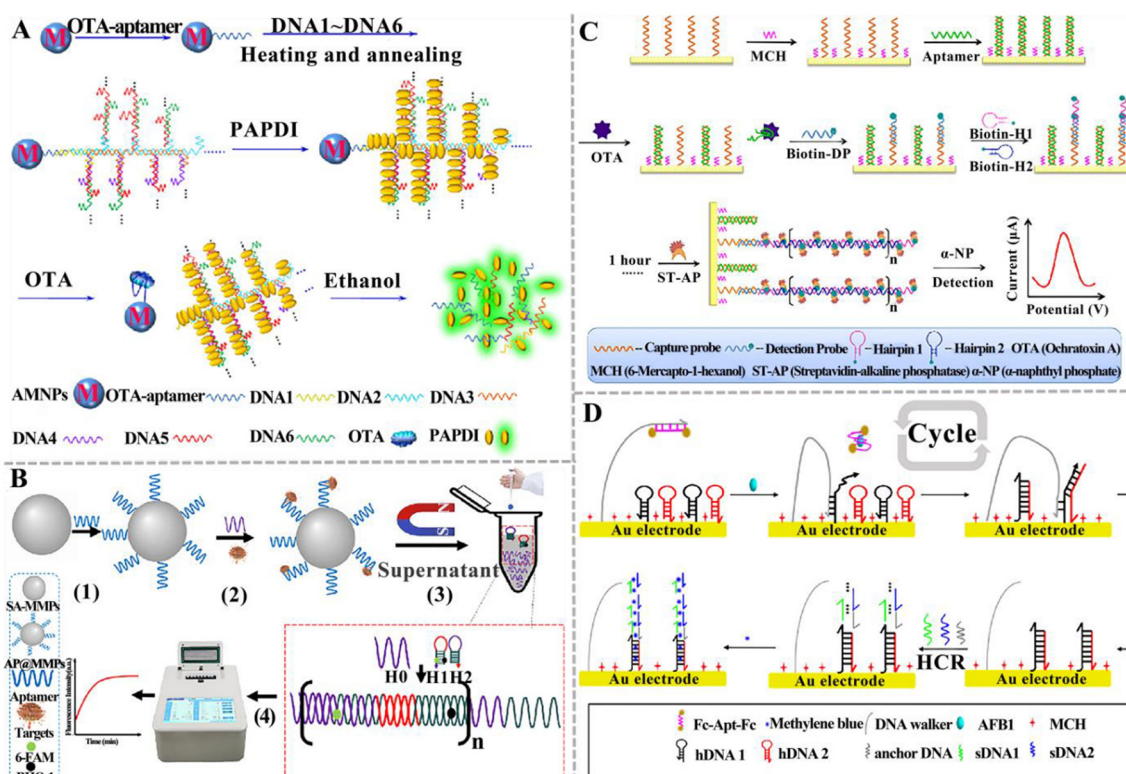 A
M
OTA-aptamer
M
DNA1~DNA6
Heating and annealing
M
PAPDI
M
OTA
M
Ethanol
AMNPs M OTA-aptamer DNA1 DNA2 DNA3
DNA4 DNA5 DNA6 OTA PAPDI
B
(1)
(2)
N
S
Supernatant
(3)
SA-MMPs
AP@MMPs
Aptamer
Targets
6-FAM
Fluorescence Intensity(a.u.)
Time (min)
(4)
H0 H1 H2
n
C
MCH
Aptamer
OTA
Biotin-DP
Biotin-H1
Biotin-H2
1 hour
......
ST-AP
n
n
α-NP
Detection
Current (µA)
Potential (V)
-- Capture probe -- Detection Probe -- Hairpin 1 -- Hairpin 2 OTA (Ochratoxin A)
MCH (6-Mercapto-1-hexanol) ST-AP (Streptavidin-alkaline phosphatase) α-NP (α-naphthyl phosphate)
D
Cycle
Au electrode
Au electrode
Au electrode
HCR
Au electrode
Au electrode
Au electrode
Fc-Apt-Fc Methylene blue DNA walker AFB1 MCH
hDNA 1 hDNA 2 anchor DNA sDNA1 sDNA2